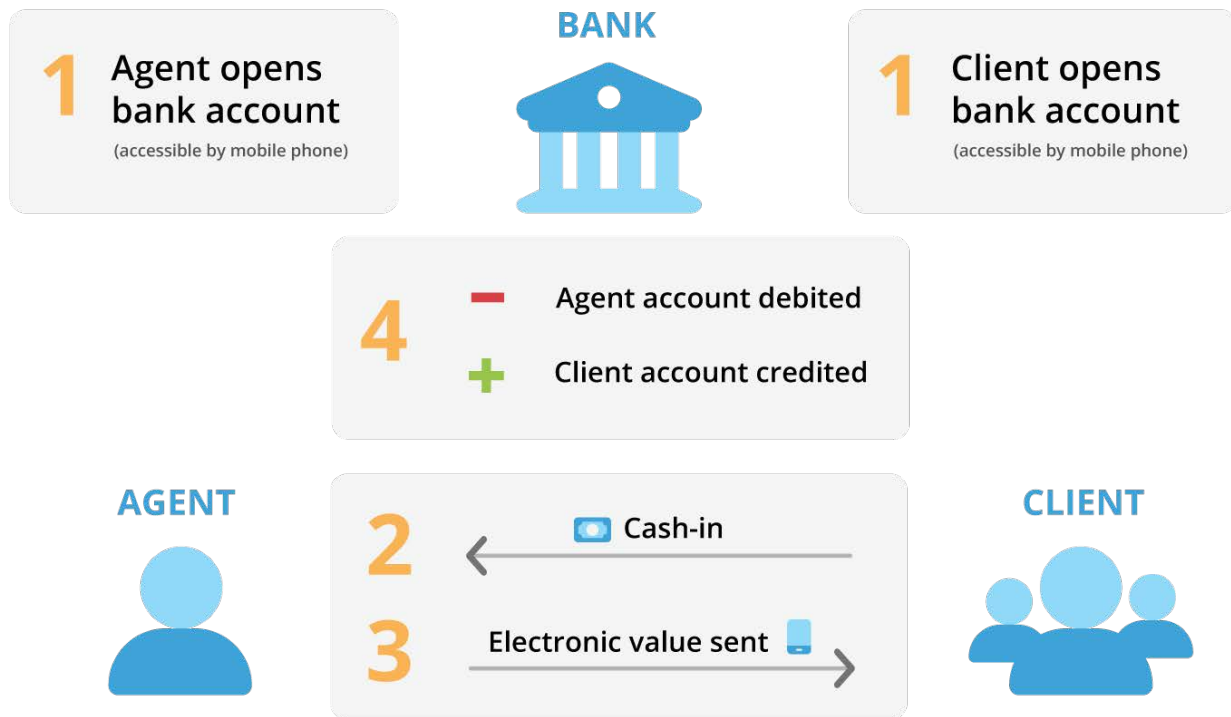 BANK
1
Agent opens
bank account
(accessible by mobile phone)
1
Client opens
bank account
(accessible by mobile phone)
4
− Agent account debited
+ Client account credited
AGENT
CLIENT
2
Cash-in
3
Electronic value sent